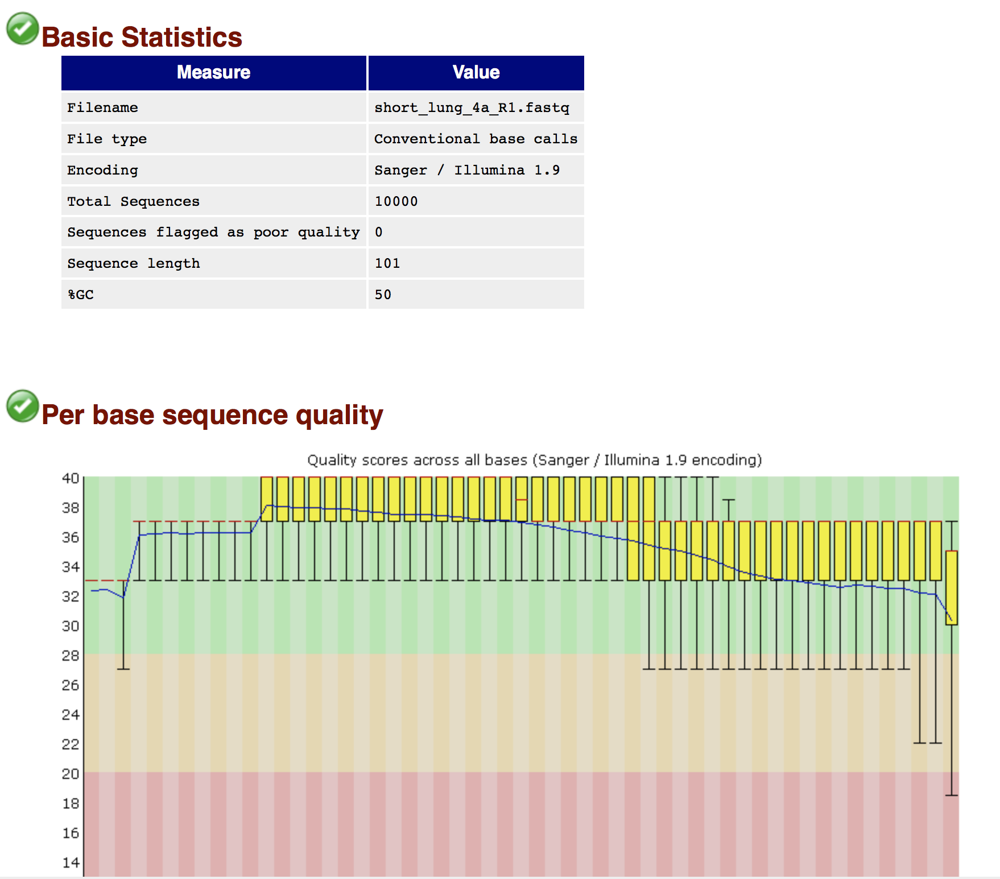 Basic Statistics
Measure Value
Filename short_lung_4a_R1.fastq
File type Conventional base calls
Encoding Sanger / Illumina 1.9
Total Sequences 10000
Sequences flagged as poor quality 0
Sequence length 101
%GC 50
Per base sequence quality
Quality scores across all bases (Sanger / Illumina 1.9 encoding)
40
38
36
34
32
30
28
26
24
22
20
18
16
14